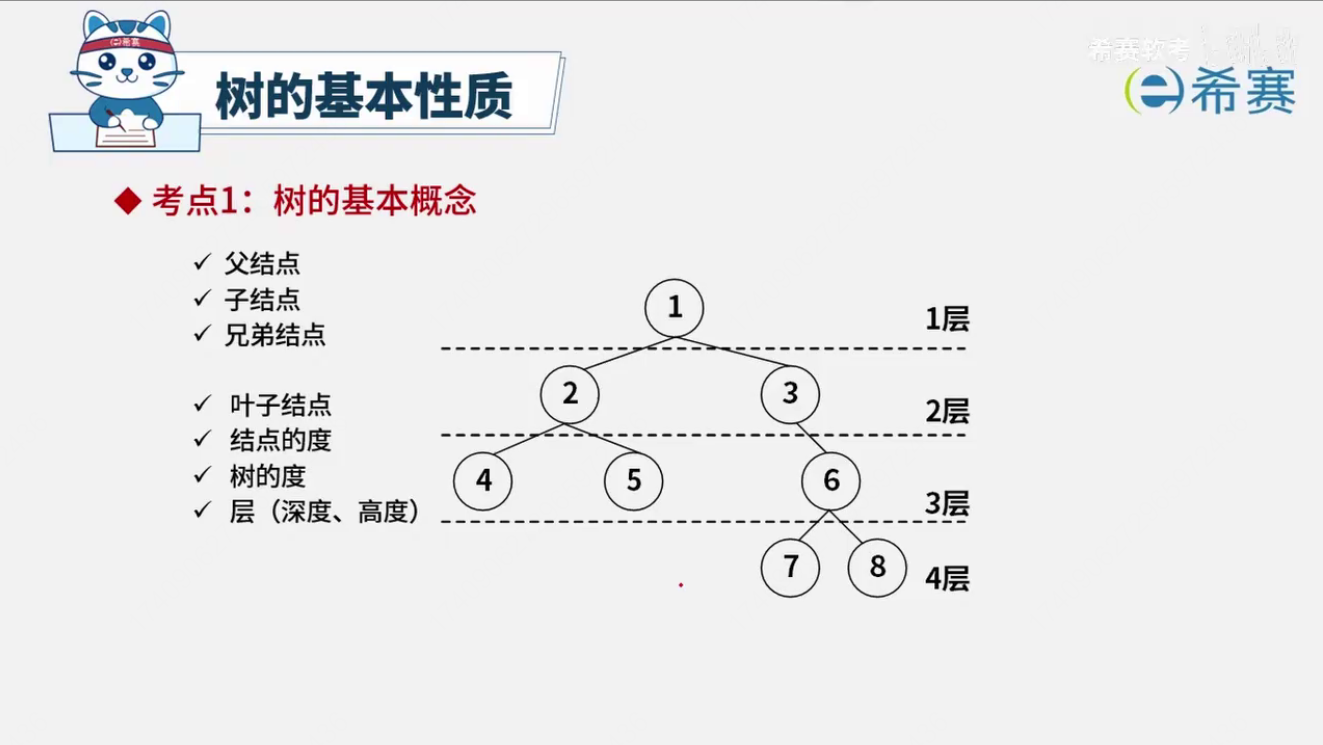 希赛
希赛软考
希赛
树的基本性质
◆ 考点1：树的基本概念
✓ 父结点
✓ 子结点
✓ 兄弟结点
✓ 叶子结点
✓ 结点的度
✓ 树的度
✓ 层（深度、高度）
1
1层
2 3
2层
4 5 6
3层
7 8
4层